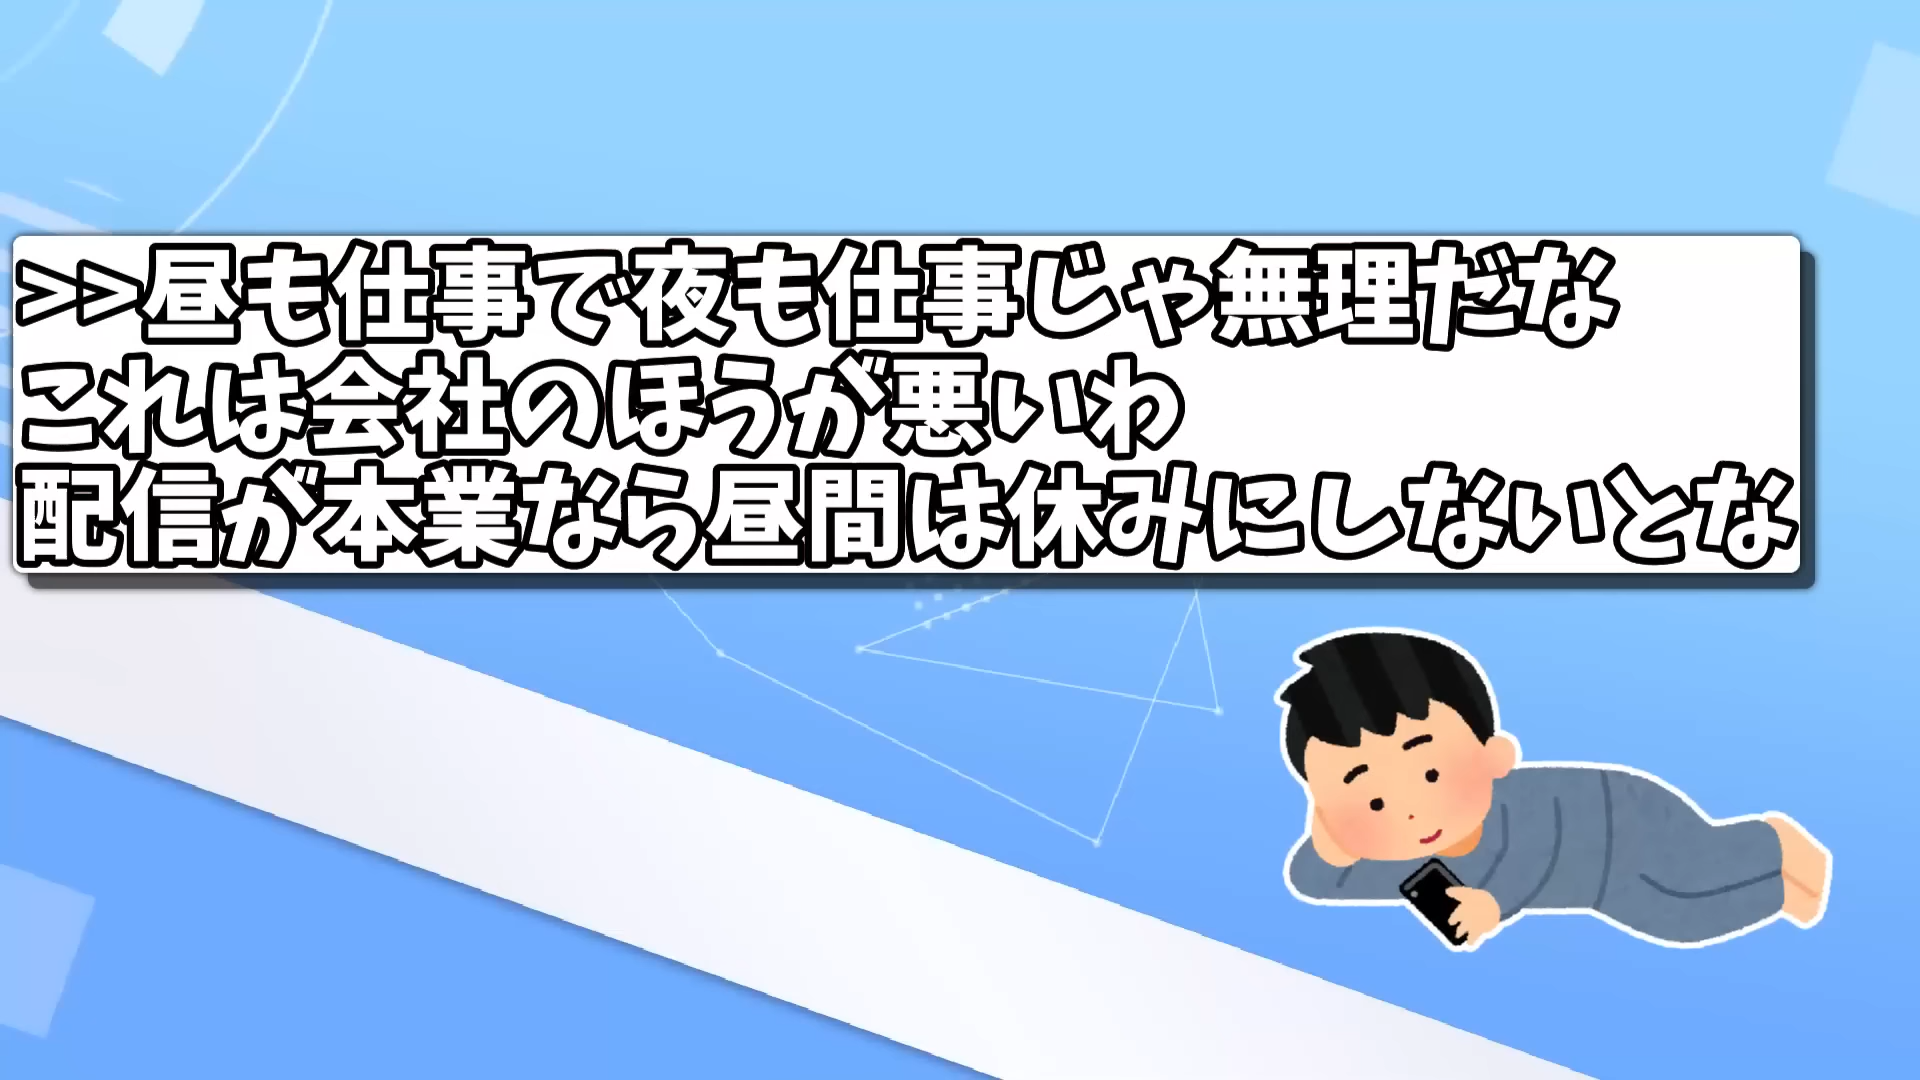 >>昼も仕事で夜も仕事じゃ無理だな
これは会社のほうが悪いわ
配信が本業なら昼間は休みにしないとな